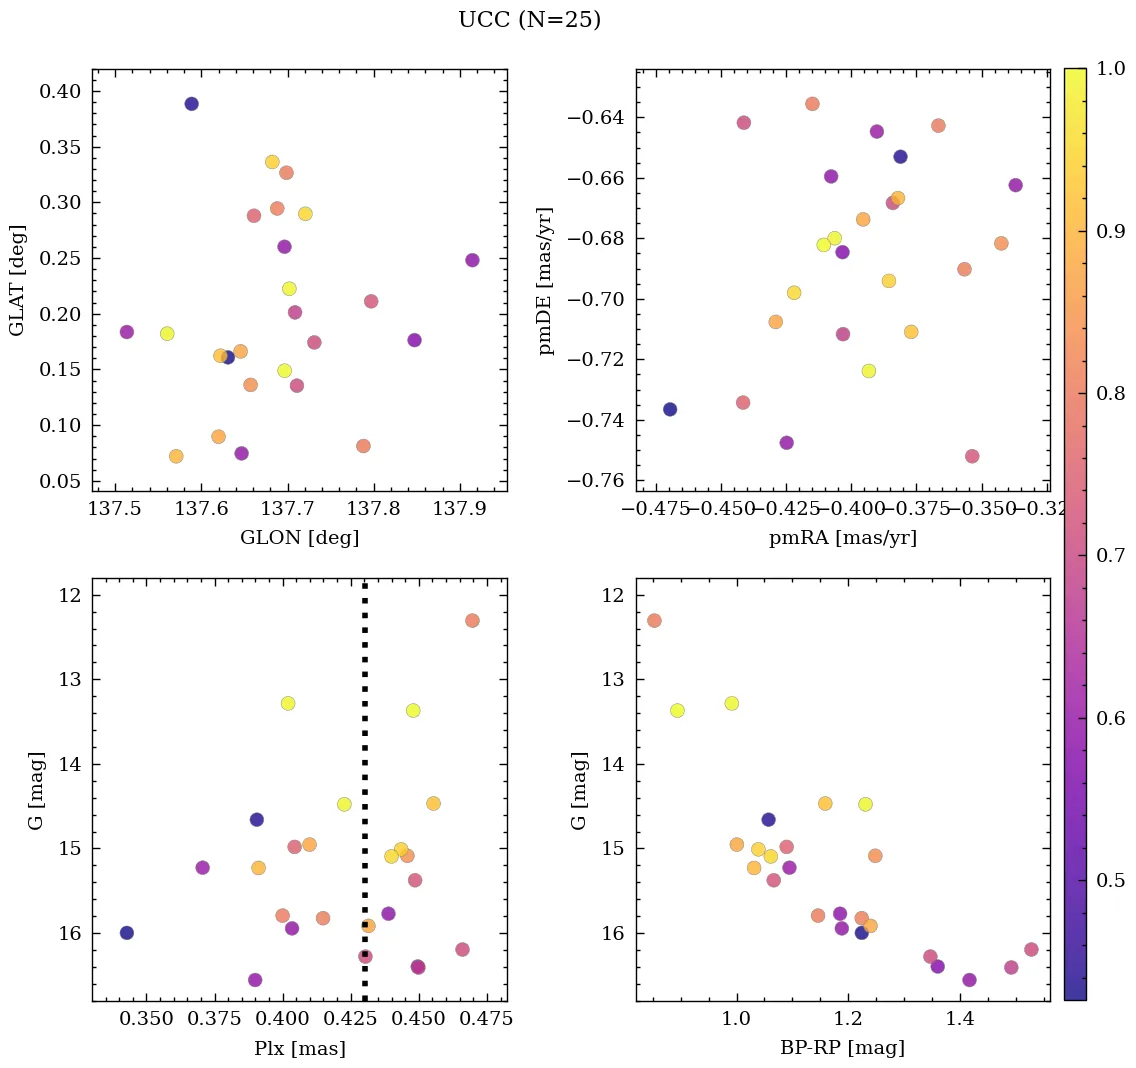 UCC (N=25)
0.40
0.35
0.30
0.25
0.20
0.15
0.10
0.05
GLAT [deg]
137.5 137.6 137.7 137.8 137.9
GLON [deg]
−0.64
−0.66
−0.68
−0.70
−0.72
−0.74
−0.76
pmDE [mas/yr]
−0.475 −0.450 −0.425 −0.400 −0.375 −0.350 −0.32
pmRA [mas/yr]
1.0
0.9
0.8
0.7
0.6
0.5
12
13
14
15
16
G [mag]
0.350 0.375 0.400 0.425 0.450 0.475
Plx [mas]
12
13
14
15
16
G [mag]
1.0 1.2 1.4
BP-RP [mag]